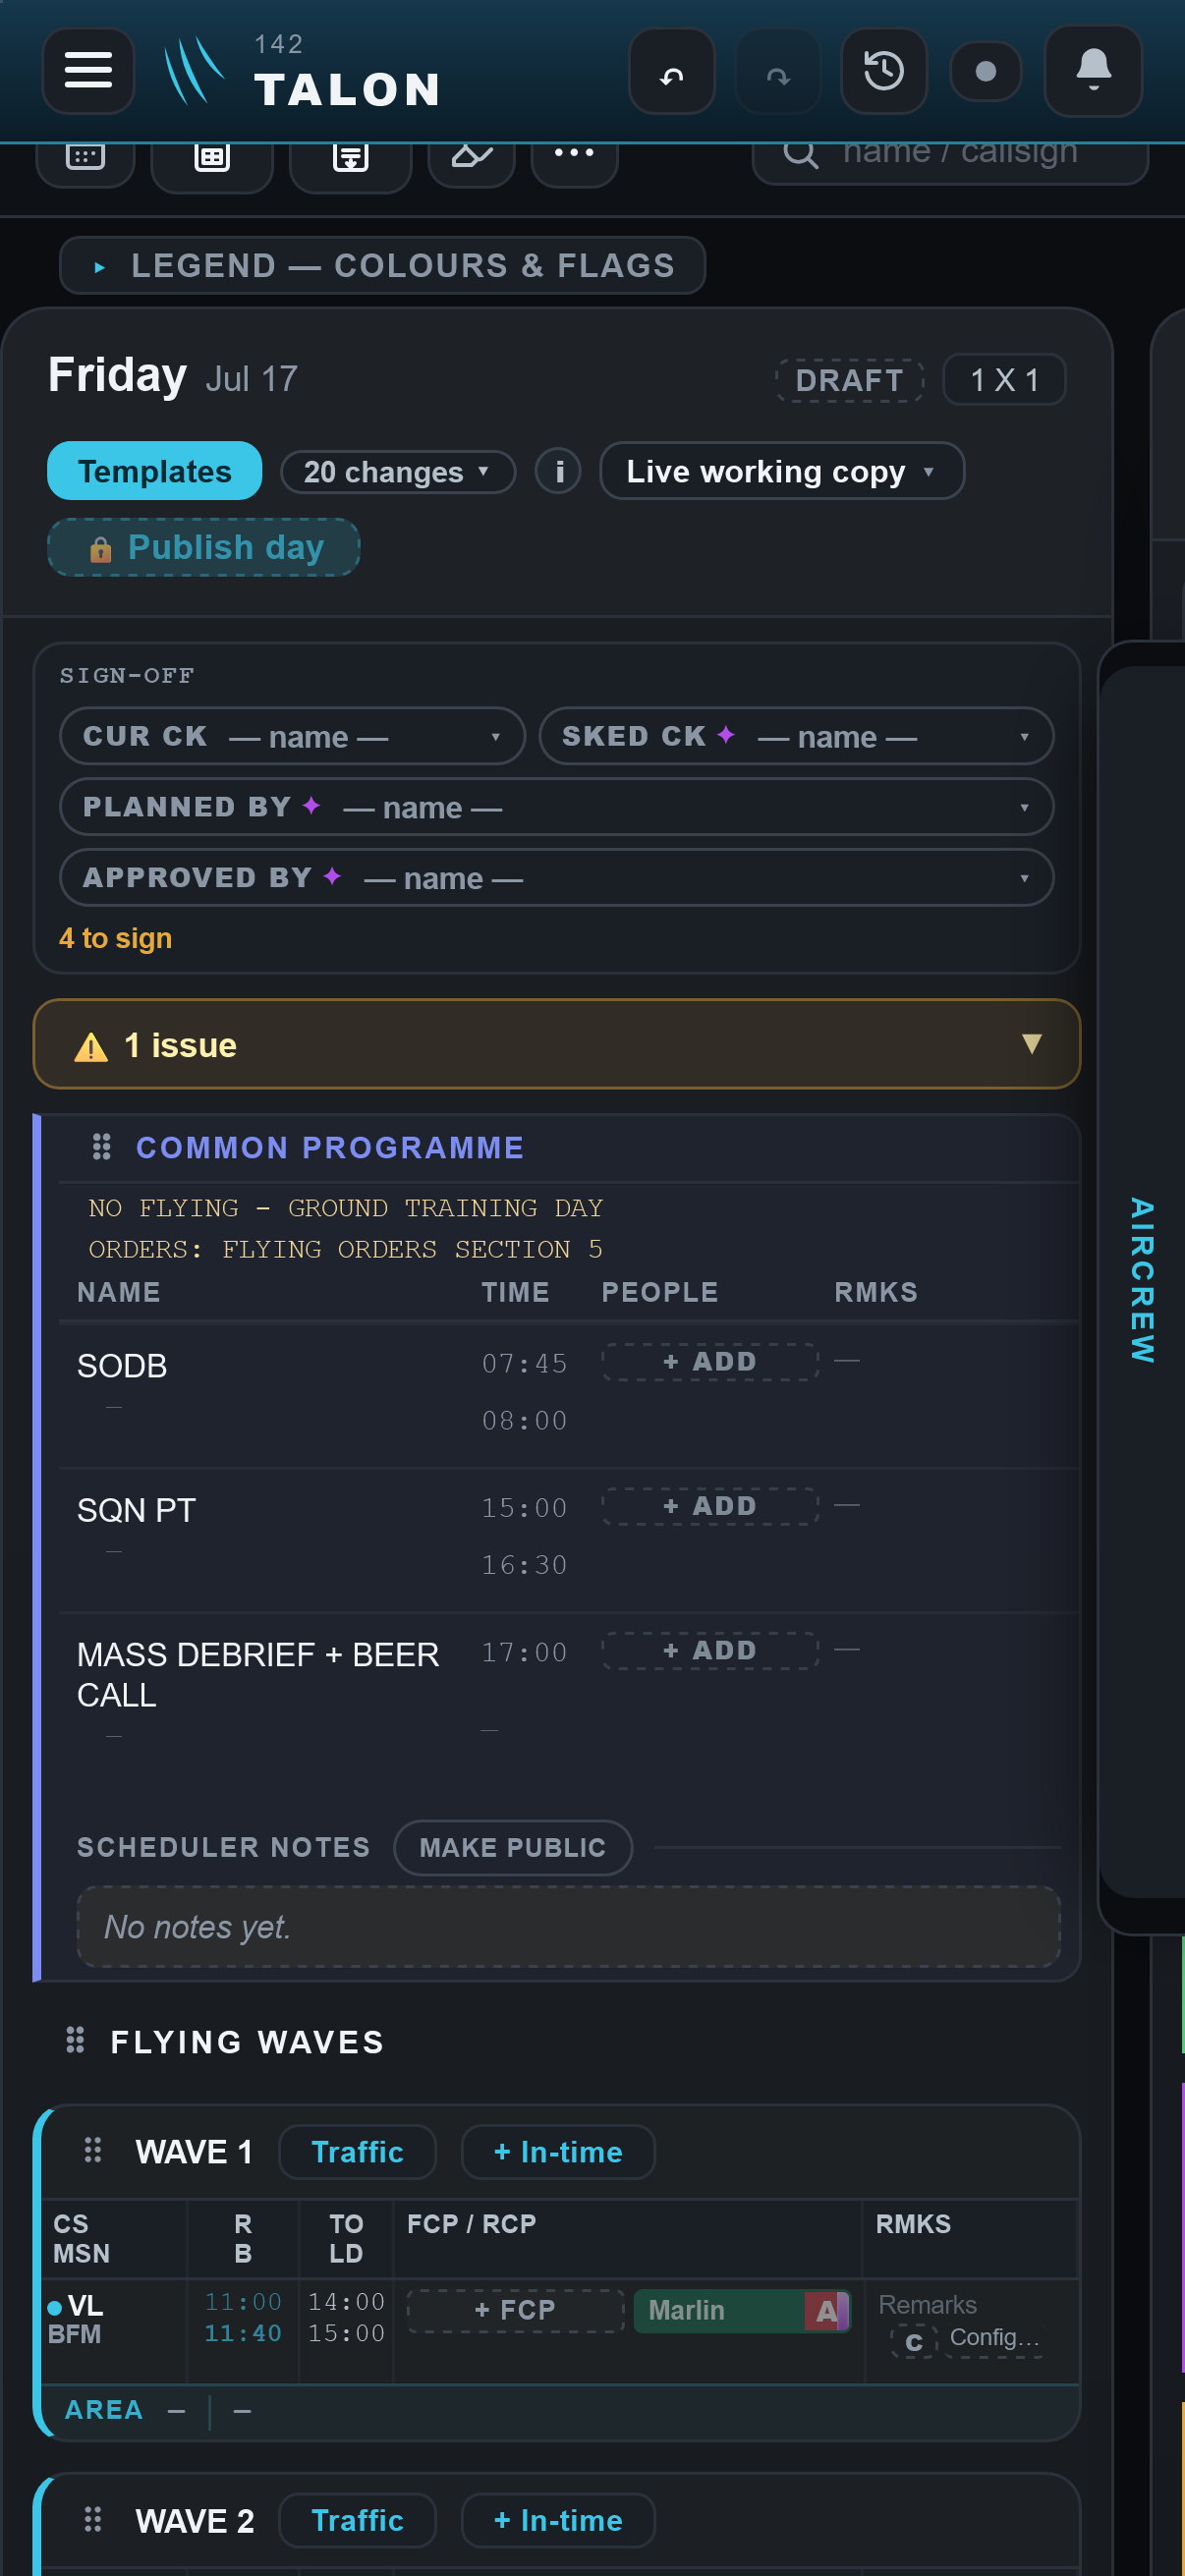 142
TALON
name / callsign
LEGEND — COLOURS & FLAGS
Friday Jul 17
DRAFT
1 X 1
Templates
20 changes
i
Live working copy
Publish day
SIGN-OFF
CUR CK — name —
SKED CK — name —
PLANNED BY — name —
APPROVED BY — name —
4 to sign
1 issue
COMMON PROGRAMME
NO FLYING - GROUND TRAINING DAY
ORDERS: FLYING ORDERS SECTION 5
NAME TIME PEOPLE RMKS
SODB 07:45 + ADD —
— 08:00
SQN PT 15:00 + ADD —
— 16:30
MASS DEBRIEF + BEER 17:00 + ADD —
CALL
— —
SCHEDULER NOTES MAKE PUBLIC
No notes yet.
AIRCREW
FLYING WAVES
WAVE 1 Traffic + In-time
CS R TO FCP / RCP RMKS
MSN B LD
VL 11:00 14:00 + FCP Marlin A Remarks
BFM 11:40 15:00 C Config…
AREA — —
WAVE 2 Traffic + In-time